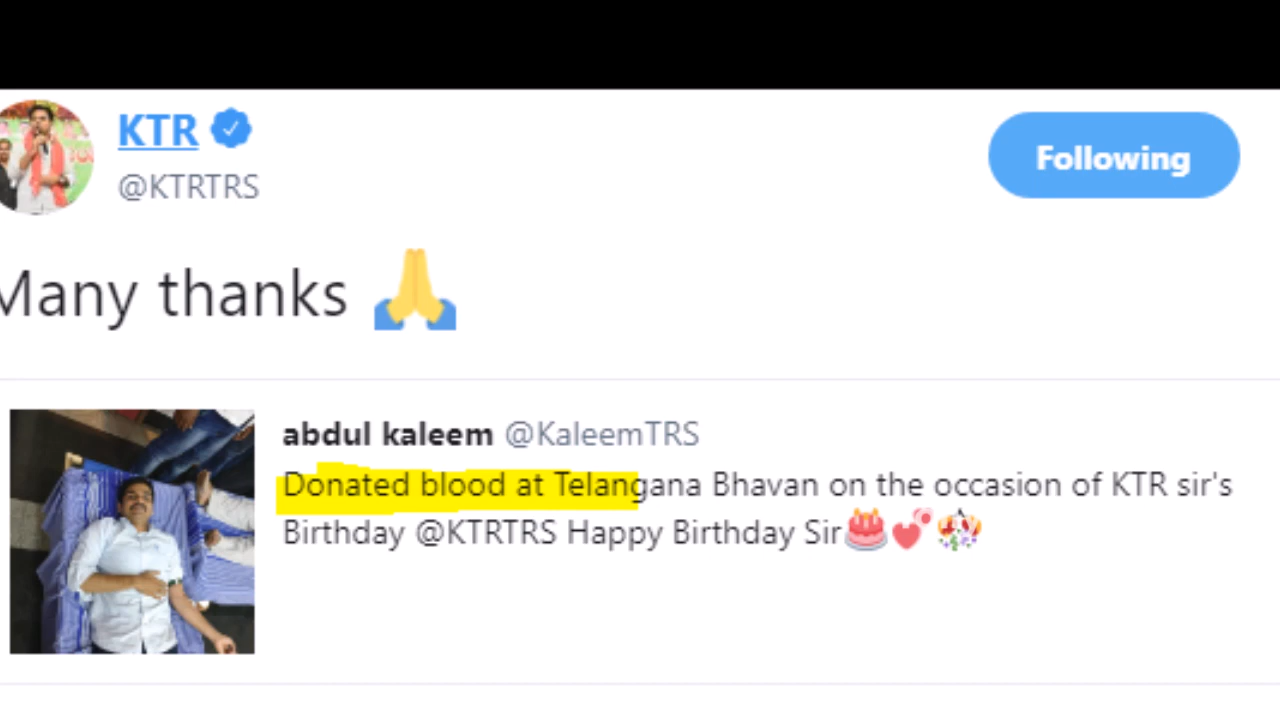 KTR
@KTRTRS
Following
Many thanks 🙏
abdul kaleem @KaleemTRS
Donated blood at Telangana Bhavan on the occasion of KTR sir's
Birthday @KTRTRS Happy Birthday Sir🎂💕🎊